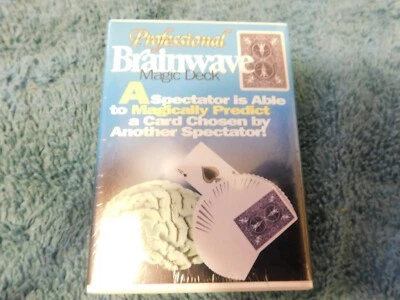 Professional
Brainwave
Magic Deck
A Spectator is Able
to Magically Predict
a Card Chosen by
Another Spectator!